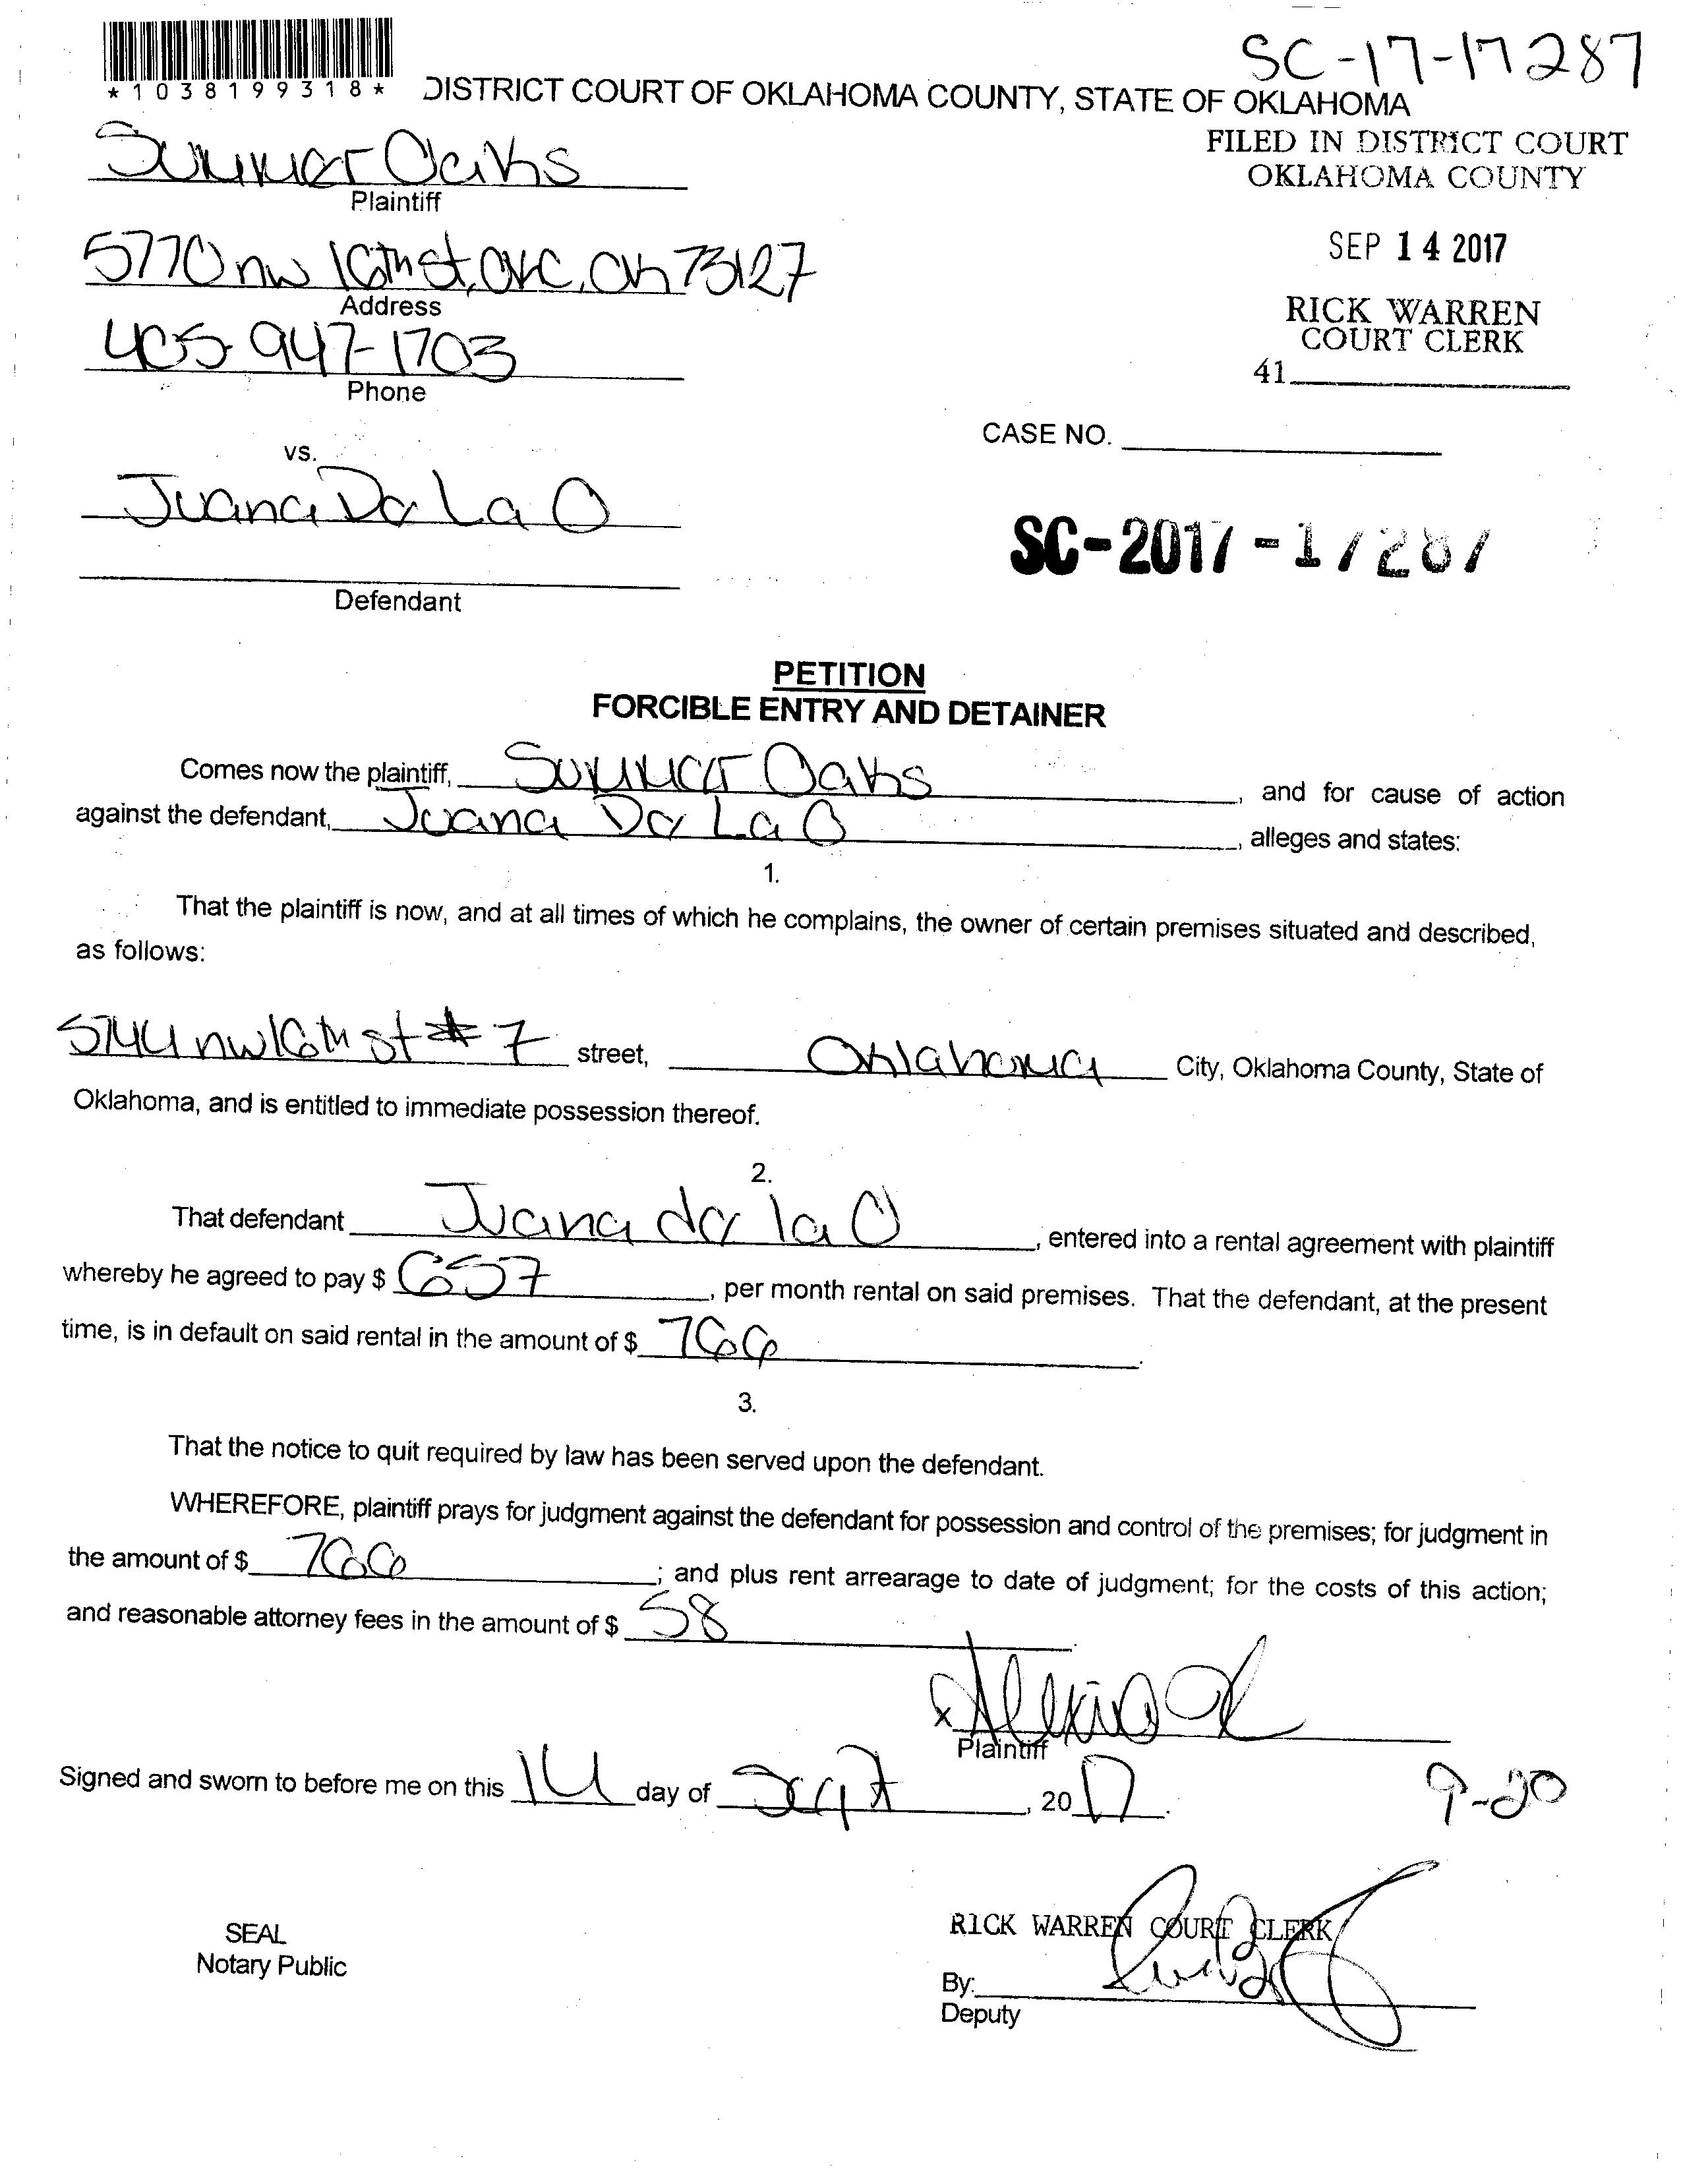 SC-17-17287
*1038199318*
DISTRICT COURT OF OKLAHOMA COUNTY, STATE OF OKLAHOMA
Summer Oaks
Plaintiff
FILED IN DISTRICT COURT
OKLAHOMA COUNTY
5770 nw 16th st, OKC, Ok 73127
Address
SEP 14 2017
405-947-1703
Phone
RICK WARREN
COURT CLERK
41
CASE NO.
vs.
Juana De La O
SC-2017-17287
Defendant
PETITION
FORCIBLE ENTRY AND DETAINER
Comes now the plaintiff, Summer Oaks, and for cause of action
against the defendant, Juana De La O, alleges and states:
1.
That the plaintiff is now, and at all times of which he complains, the owner of certain premises situated and described,
as follows:
5744 nw 16th st # 7 street, Oklahoma City, Oklahoma County, State of
Oklahoma, and is entitled to immediate possession thereof.
2.
That defendant Juana de la O, entered into a rental agreement with plaintiff
whereby he agreed to pay $ 657, per month rental on said premises. That the defendant, at the present
time, is in default on said rental in the amount of $ 766.
3.
That the notice to quit required by law has been served upon the defendant.
WHEREFORE, plaintiff prays for judgment against the defendant for possession and control of the premises; for judgment in
the amount of $ 766; and plus rent arrearage to date of judgment; for the costs of this action;
and reasonable attorney fees in the amount of $ 58.
x
Plaintiff
Signed and sworn to before me on this 14 day of Sept, 2017.
9-20
SEAL
Notary Public
RICK WARREN COURT CLERK
By:
Deputy